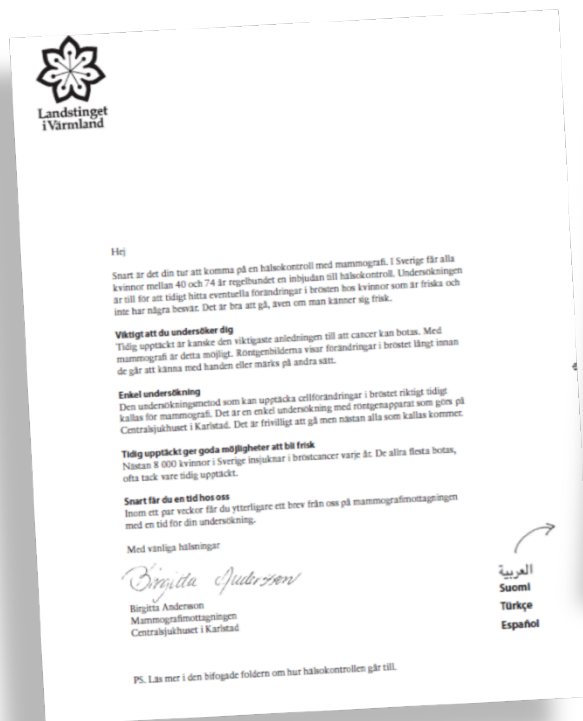 Landstinget
i Värmland
Hej
Snart är det din tur att komma på en hälsokontroll med mammografi. I Sverige får alla
kvinnor mellan 40 och 74 år regelbundet en inbjudan till hälsokontroll. Undersökningen
är till för att tidigt hitta eventuella förändringar i brösten hos kvinnor som är friska och
inte har några besvär. Det är bra att gå, även om man känner sig frisk.
Viktigt att du undersöker dig
Tidig upptäckt är kanske den viktigaste anledningen till att cancer kan botas. Med
mammografi är detta möjligt. Röntgenbilderna visar förändringar i bröstet långt innan
de går att känna med handen eller märks på andra sätt.
Enkel undersökning
Den undersökningsmetod som kan upptäcka cellförändringar i bröstet riktigt tidigt
kallas för mammografi. Det är en enkel undersökning med röntgenapparat som görs på
Centralsjukhuset i Karlstad. Det är frivilligt att gå men nästan alla som kallas kommer.
Tidig upptäckt ger goda möjligheter att bli frisk
Nästan 8 000 kvinnor i Sverige insjuknar i bröstcancer varje år. De allra flesta botas,
ofta tack vare tidig upptäckt.
Snart får du en tid hos oss
Inom ett par veckor får du ytterligare ett brev från oss på mammografimottagningen
med en tid för din undersökning.
Med vänliga hälsningar
Birgitta Andersson
Birgitta Andersson
Mammografimottagningen
Centralsjukhuset i Karlstad
العربية
Suomi
Türkçe
Español
PS. Läs mer i den bifogade foldern om hur hälsokontrollen går till.